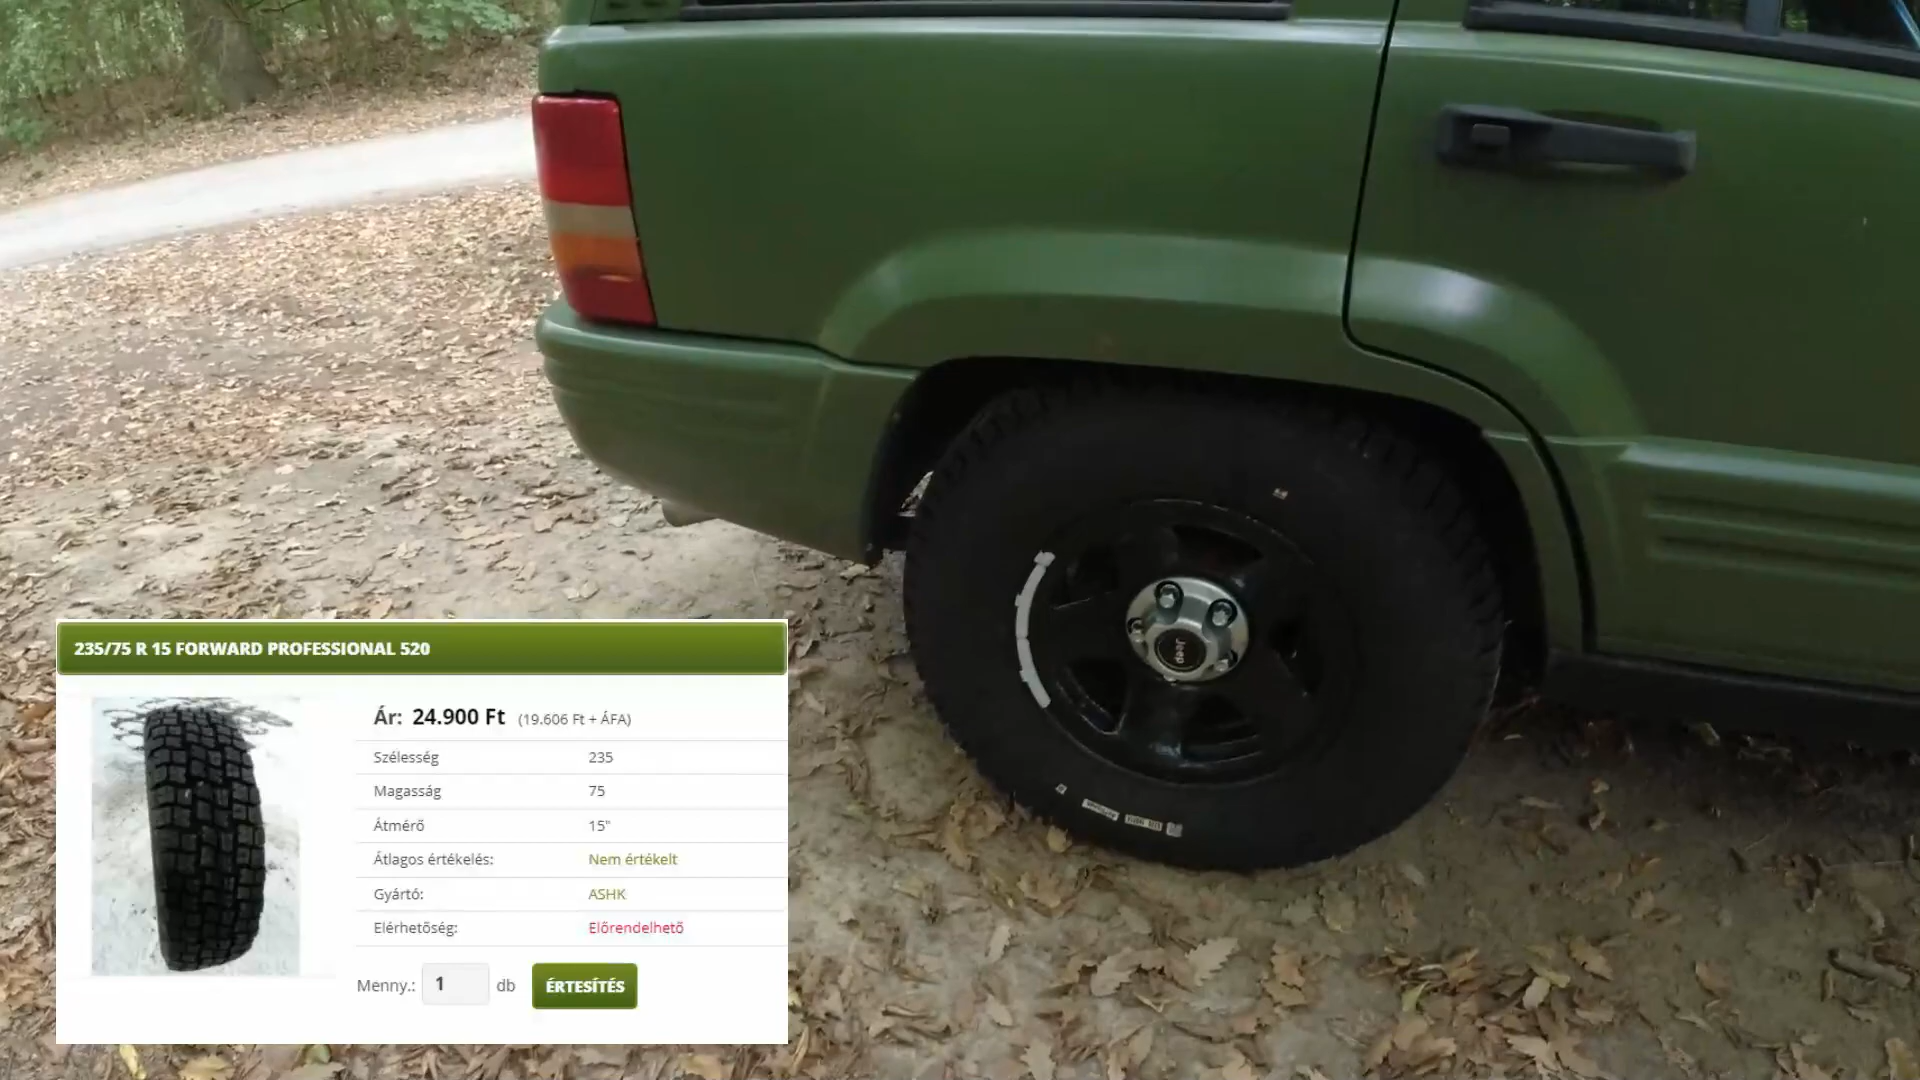 235/75 R 15 FORWARD PROFESSIONAL 520
Ár: 24.900 Ft (19.606 Ft + ÁFA)
Szélesség 235
Magasság 75
Átmérő 15"
Átlagos értékelés: Nem értékelt
Gyártó: ASHK
Elérhetőség: Előrendelhető
Menny.: 1 db ÉRTESÍTÉS
Jeep